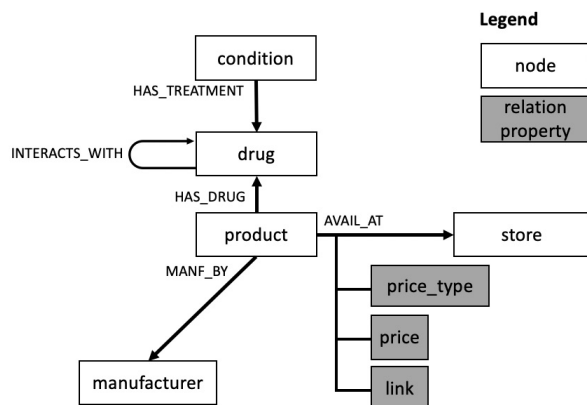 Legend
condition
node
HAS_TREATMENT
relation
property
INTERACTS_WITH
drug
HAS_DRUG
AVAIL_AT
product
store
MANF_BY
price_type
price
manufacturer
link